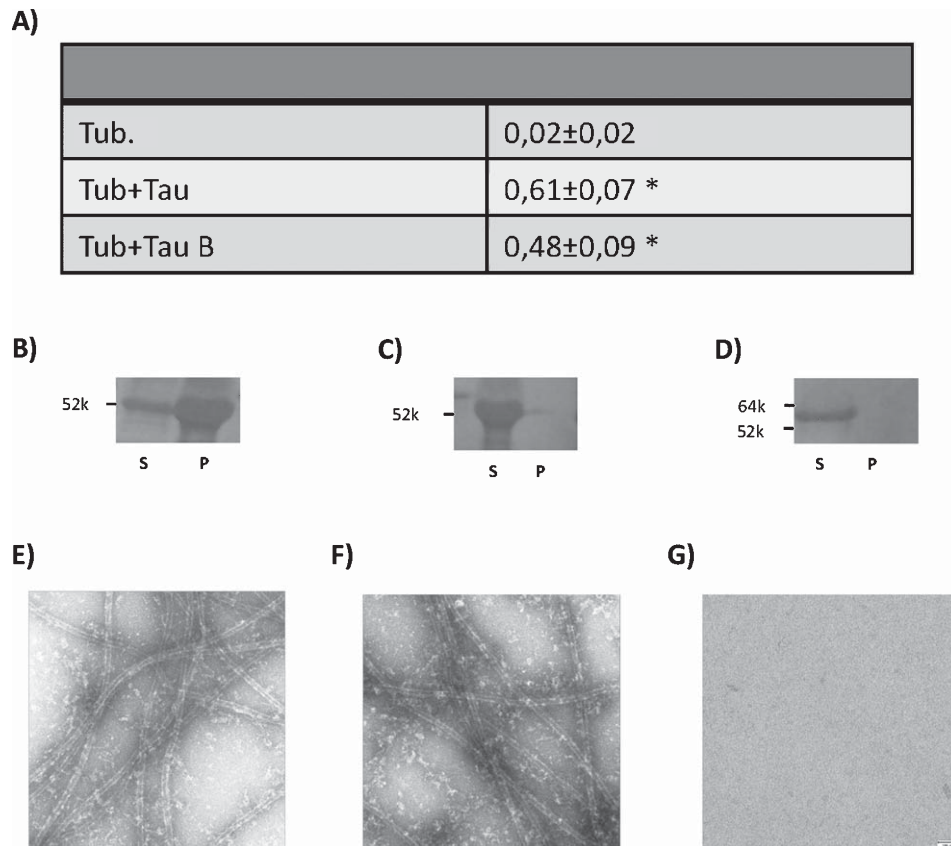 A)
Tub. 0,02±0,02
Tub+Tau 0,61±0,07 *
Tub+Tau B 0,48±0,09 *
B) C) D)
52k 52k 64k
52k
S P S P S P
E) F) G)